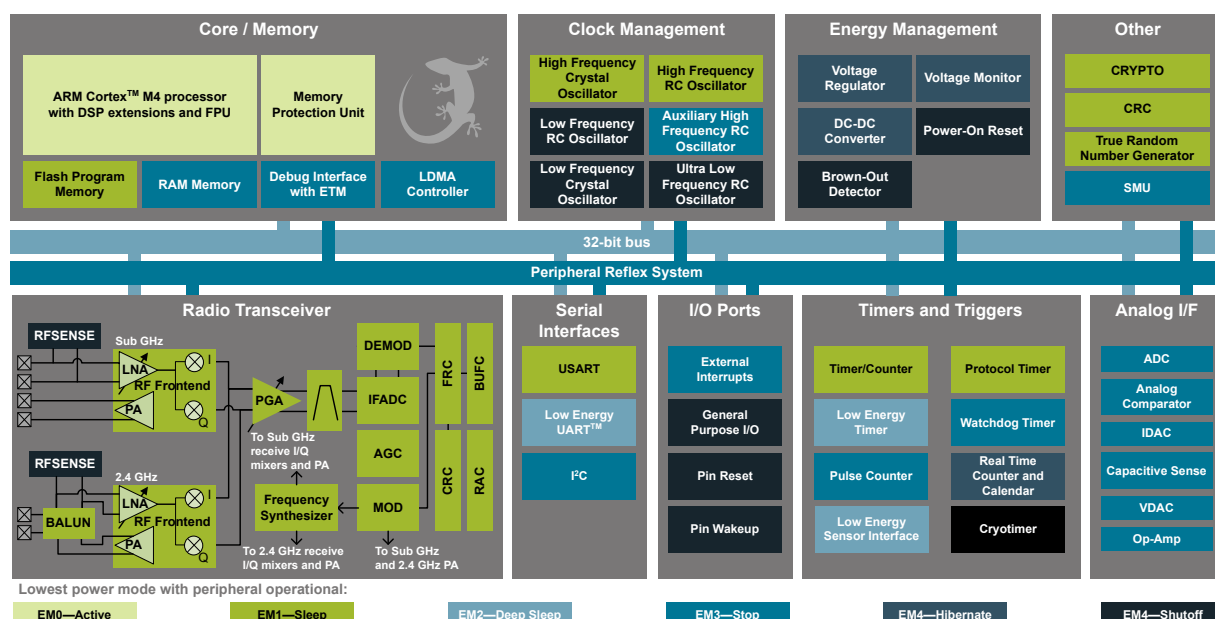 Core / Memory
ARM Cortex™ M4 processor
with DSP extensions and FPU
Memory
Protection Unit
Flash Program
Memory
RAM Memory
Debug Interface
with ETM
LDMA
Controller
Clock Management
High Frequency
Crystal
Oscillator
High Frequency
RC Oscillator
Low Frequency
RC Oscillator
Auxiliary High
Frequency RC
Oscillator
Low Frequency
Crystal
Oscillator
Ultra Low
Frequency RC
Oscillator
Energy Management
Voltage
Regulator
Voltage Monitor
DC-DC
Converter
Power-On Reset
Brown-Out
Detector
Other
CRYPTO
CRC
True Random
Number Generator
SMU
32-bit bus
Peripheral Reflex System
Radio Transceiver
RFSENSE
Sub GHz
LNA
I
RF Frontend
PA
Q
RFSENSE
2.4 GHz
LNA
I
BALUN
RF Frontend
PA
Q
PGA
To Sub GHz
receive I/Q
mixers and PA
Frequency
Synthesizer
To 2.4 GHz receive
I/Q mixers and PA
DEMOD
IFADC
AGC
MOD
To Sub GHz
and 2.4 GHz PA
FRC
BUFC
CRC
RAC
Serial
Interfaces
USART
Low Energy
UART™
I²C
I/O Ports
External
Interrupts
General
Purpose I/O
Pin Reset
Pin Wakeup
Timers and Triggers
Timer/Counter
Protocol Timer
Low Energy
Timer
Watchdog Timer
Pulse Counter
Real Time
Counter and
Calendar
Low Energy
Sensor Interface
Cryotimer
Analog I/F
ADC
Analog
Comparator
IDAC
Capacitive Sense
VDAC
Op-Amp
Lowest power mode with peripheral operational:
EM0—Active
EM1—Sleep
EM2—Deep Sleep
EM3—Stop
EM4—Hibernate
EM4—Shutoff